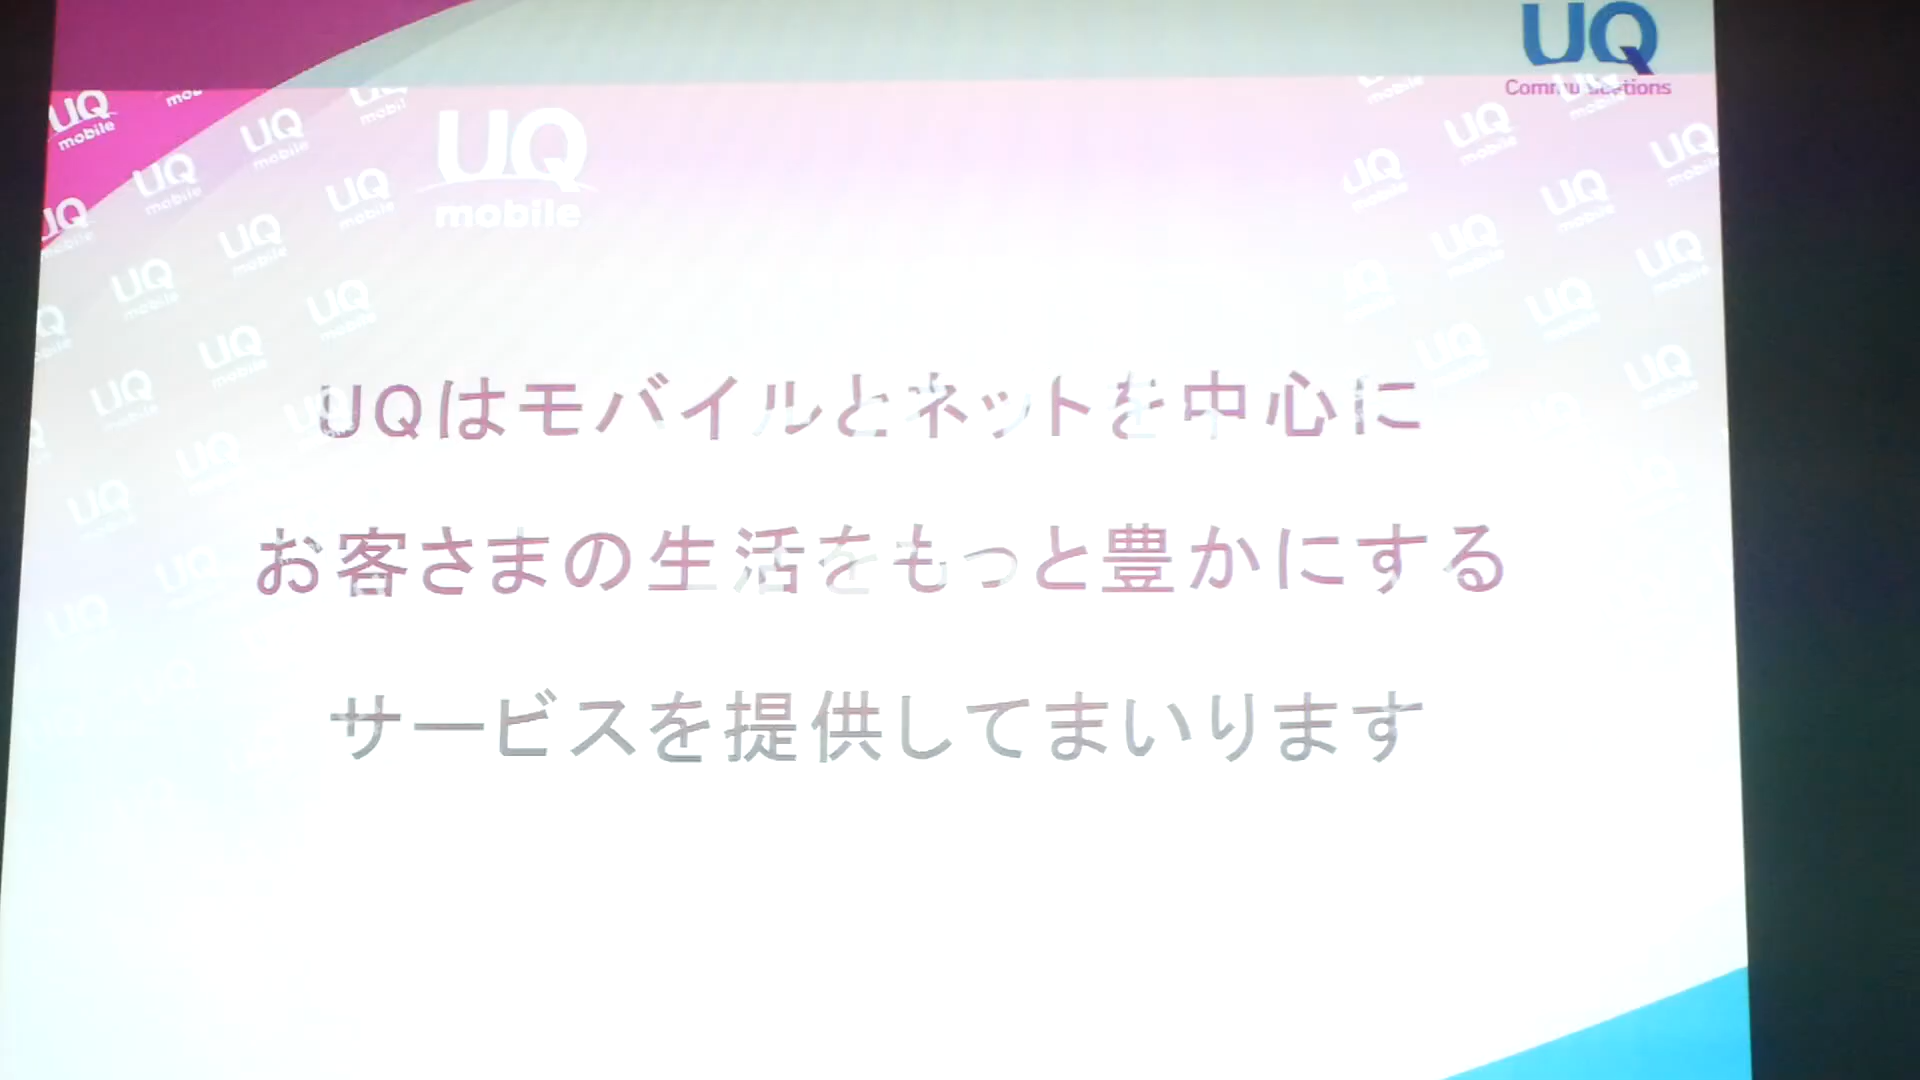 UQ
Communications
UQ
mobile
UQはモバイルとネットを中心に
お客さまの生活をもっと豊かにする
サービスを提供してまいります